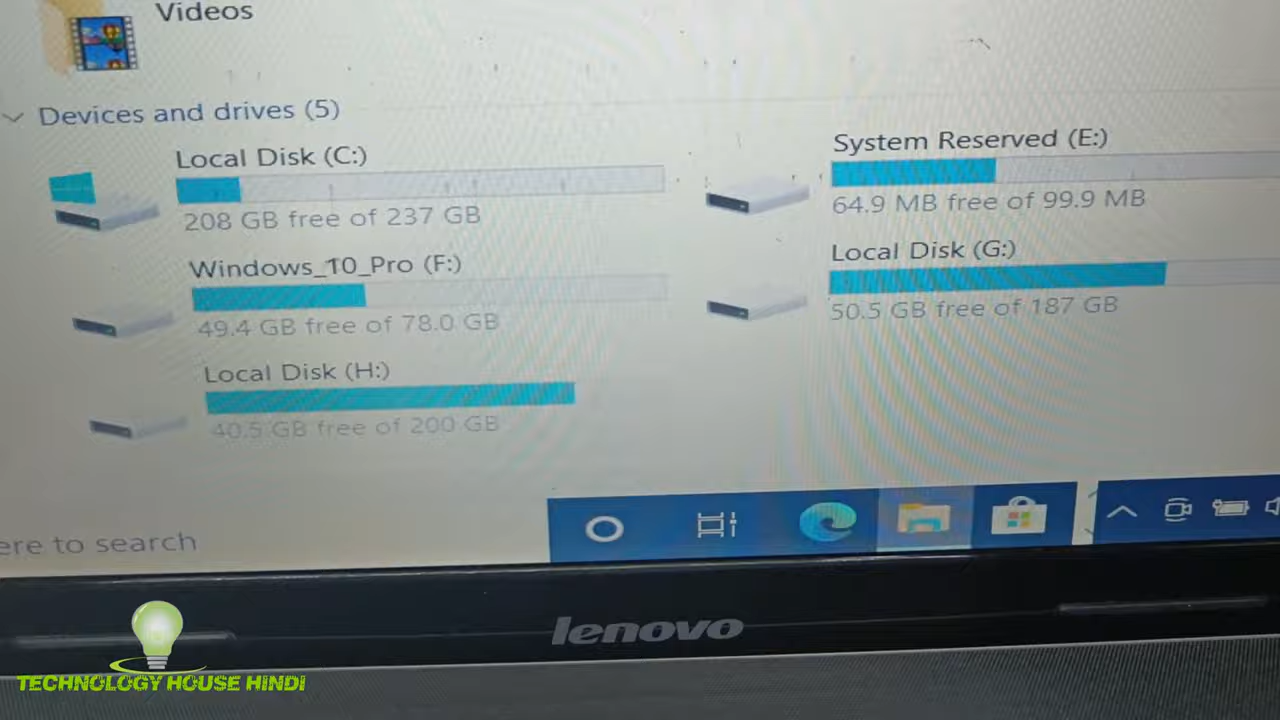 Videos
Devices and drives (5)
Local Disk (C:)
208 GB free of 237 GB
System Reserved (E:)
64.9 MB free of 99.9 MB
Windows_10_Pro (F:)
49.4 GB free of 78.0 GB
Local Disk (G:)
50.5 GB free of 187 GB
Local Disk (H:)
40.5 GB free of 200 GB
ere to search
lenovo
TECHNOLOGY HOUSE HINDI